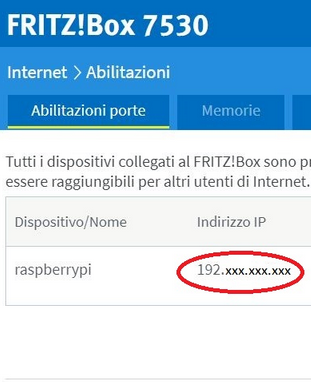 FRITZ!Box 7530
Internet > Abilitazioni
Abilitazioni porte Memorie
Tutti i dispositivi collegati al FRITZ!Box sono
essere raggiungibili per altri utenti di Internet.
Dispositivo/Nome Indirizzo IP
raspberrypi 192.xxx.xxx.xxx